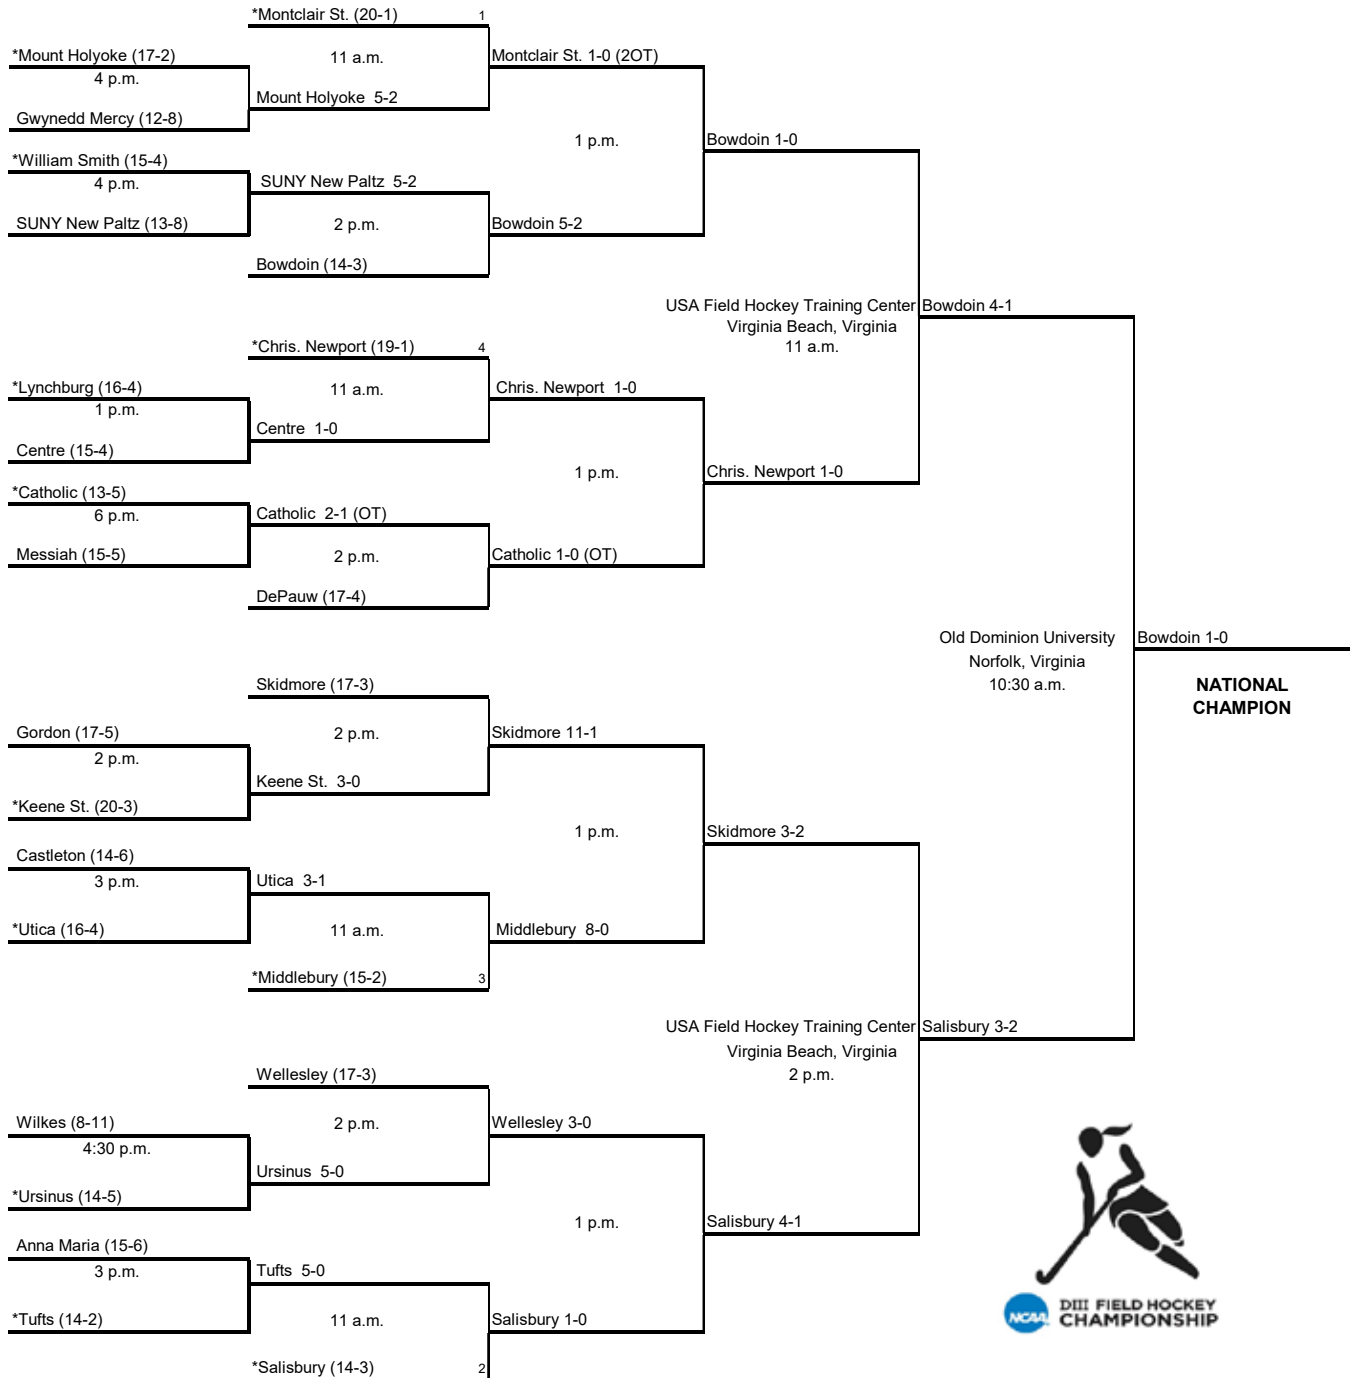 *Montclair St. (20-1) 1
*Mount Holyoke (17-2)
11 a.m.
Montclair St. 1-0 (2OT)
4 p.m.
Mount Holyoke 5-2
Gwynedd Mercy (12-8)
1 p.m.
Bowdoin 1-0
*William Smith (15-4)
4 p.m.
SUNY New Paltz 5-2
SUNY New Paltz (13-8)
2 p.m.
Bowdoin 5-2
Bowdoin (14-3)
USA Field Hockey Training Center
Virginia Beach, Virginia
11 a.m.
Bowdoin 4-1
*Chris. Newport (19-1) 4
*Lynchburg (16-4)
11 a.m.
Chris. Newport 1-0
1 p.m.
Centre 1-0
Centre (15-4)
1 p.m.
Chris. Newport 1-0
*Catholic (13-5)
6 p.m.
Catholic 2-1 (OT)
Messiah (15-5)
2 p.m.
Catholic 1-0 (OT)
DePauw (17-4)
Old Dominion University
Norfolk, Virginia
10:30 a.m.
Bowdoin 1-0
NATIONAL
CHAMPION
Skidmore (17-3)
Gordon (17-5)
2 p.m.
Skidmore 11-1
2 p.m.
Keene St. 3-0
*Keene St. (20-3)
1 p.m.
Skidmore 3-2
Castleton (14-6)
3 p.m.
Utica 3-1
*Utica (16-4)
11 a.m.
Middlebury 8-0
*Middlebury (15-2) 3
USA Field Hockey Training Center
Virginia Beach, Virginia
2 p.m.
Salisbury 3-2
Wellesley (17-3)
Wilkes (8-11)
2 p.m.
Wellesley 3-0
4:30 p.m.
Ursinus 5-0
*Ursinus (14-5)
1 p.m.
Salisbury 4-1
Anna Maria (15-6)
3 p.m.
Tufts 5-0
*Tufts (14-2)
11 a.m.
Salisbury 1-0
*Salisbury (14-3) 2
NCAA
DIII FIELD HOCKEY
CHAMPIONSHIP